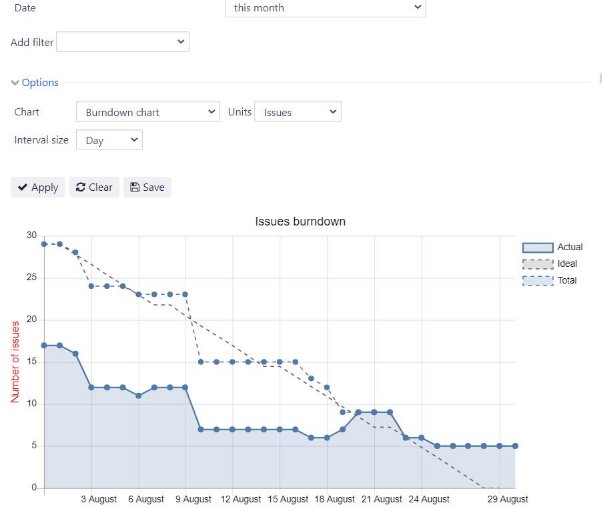 Date this month
Add filter
Options
Chart Burndown chart Units Issues
Interval size Day
Apply Clear Save
Issues burndown
30
25
20
15
10
5
0
Number of issues
3 August 6 August 9 August 12 August 15 August 18 August 21 August 24 August 29 August
Actual
Ideal
Total